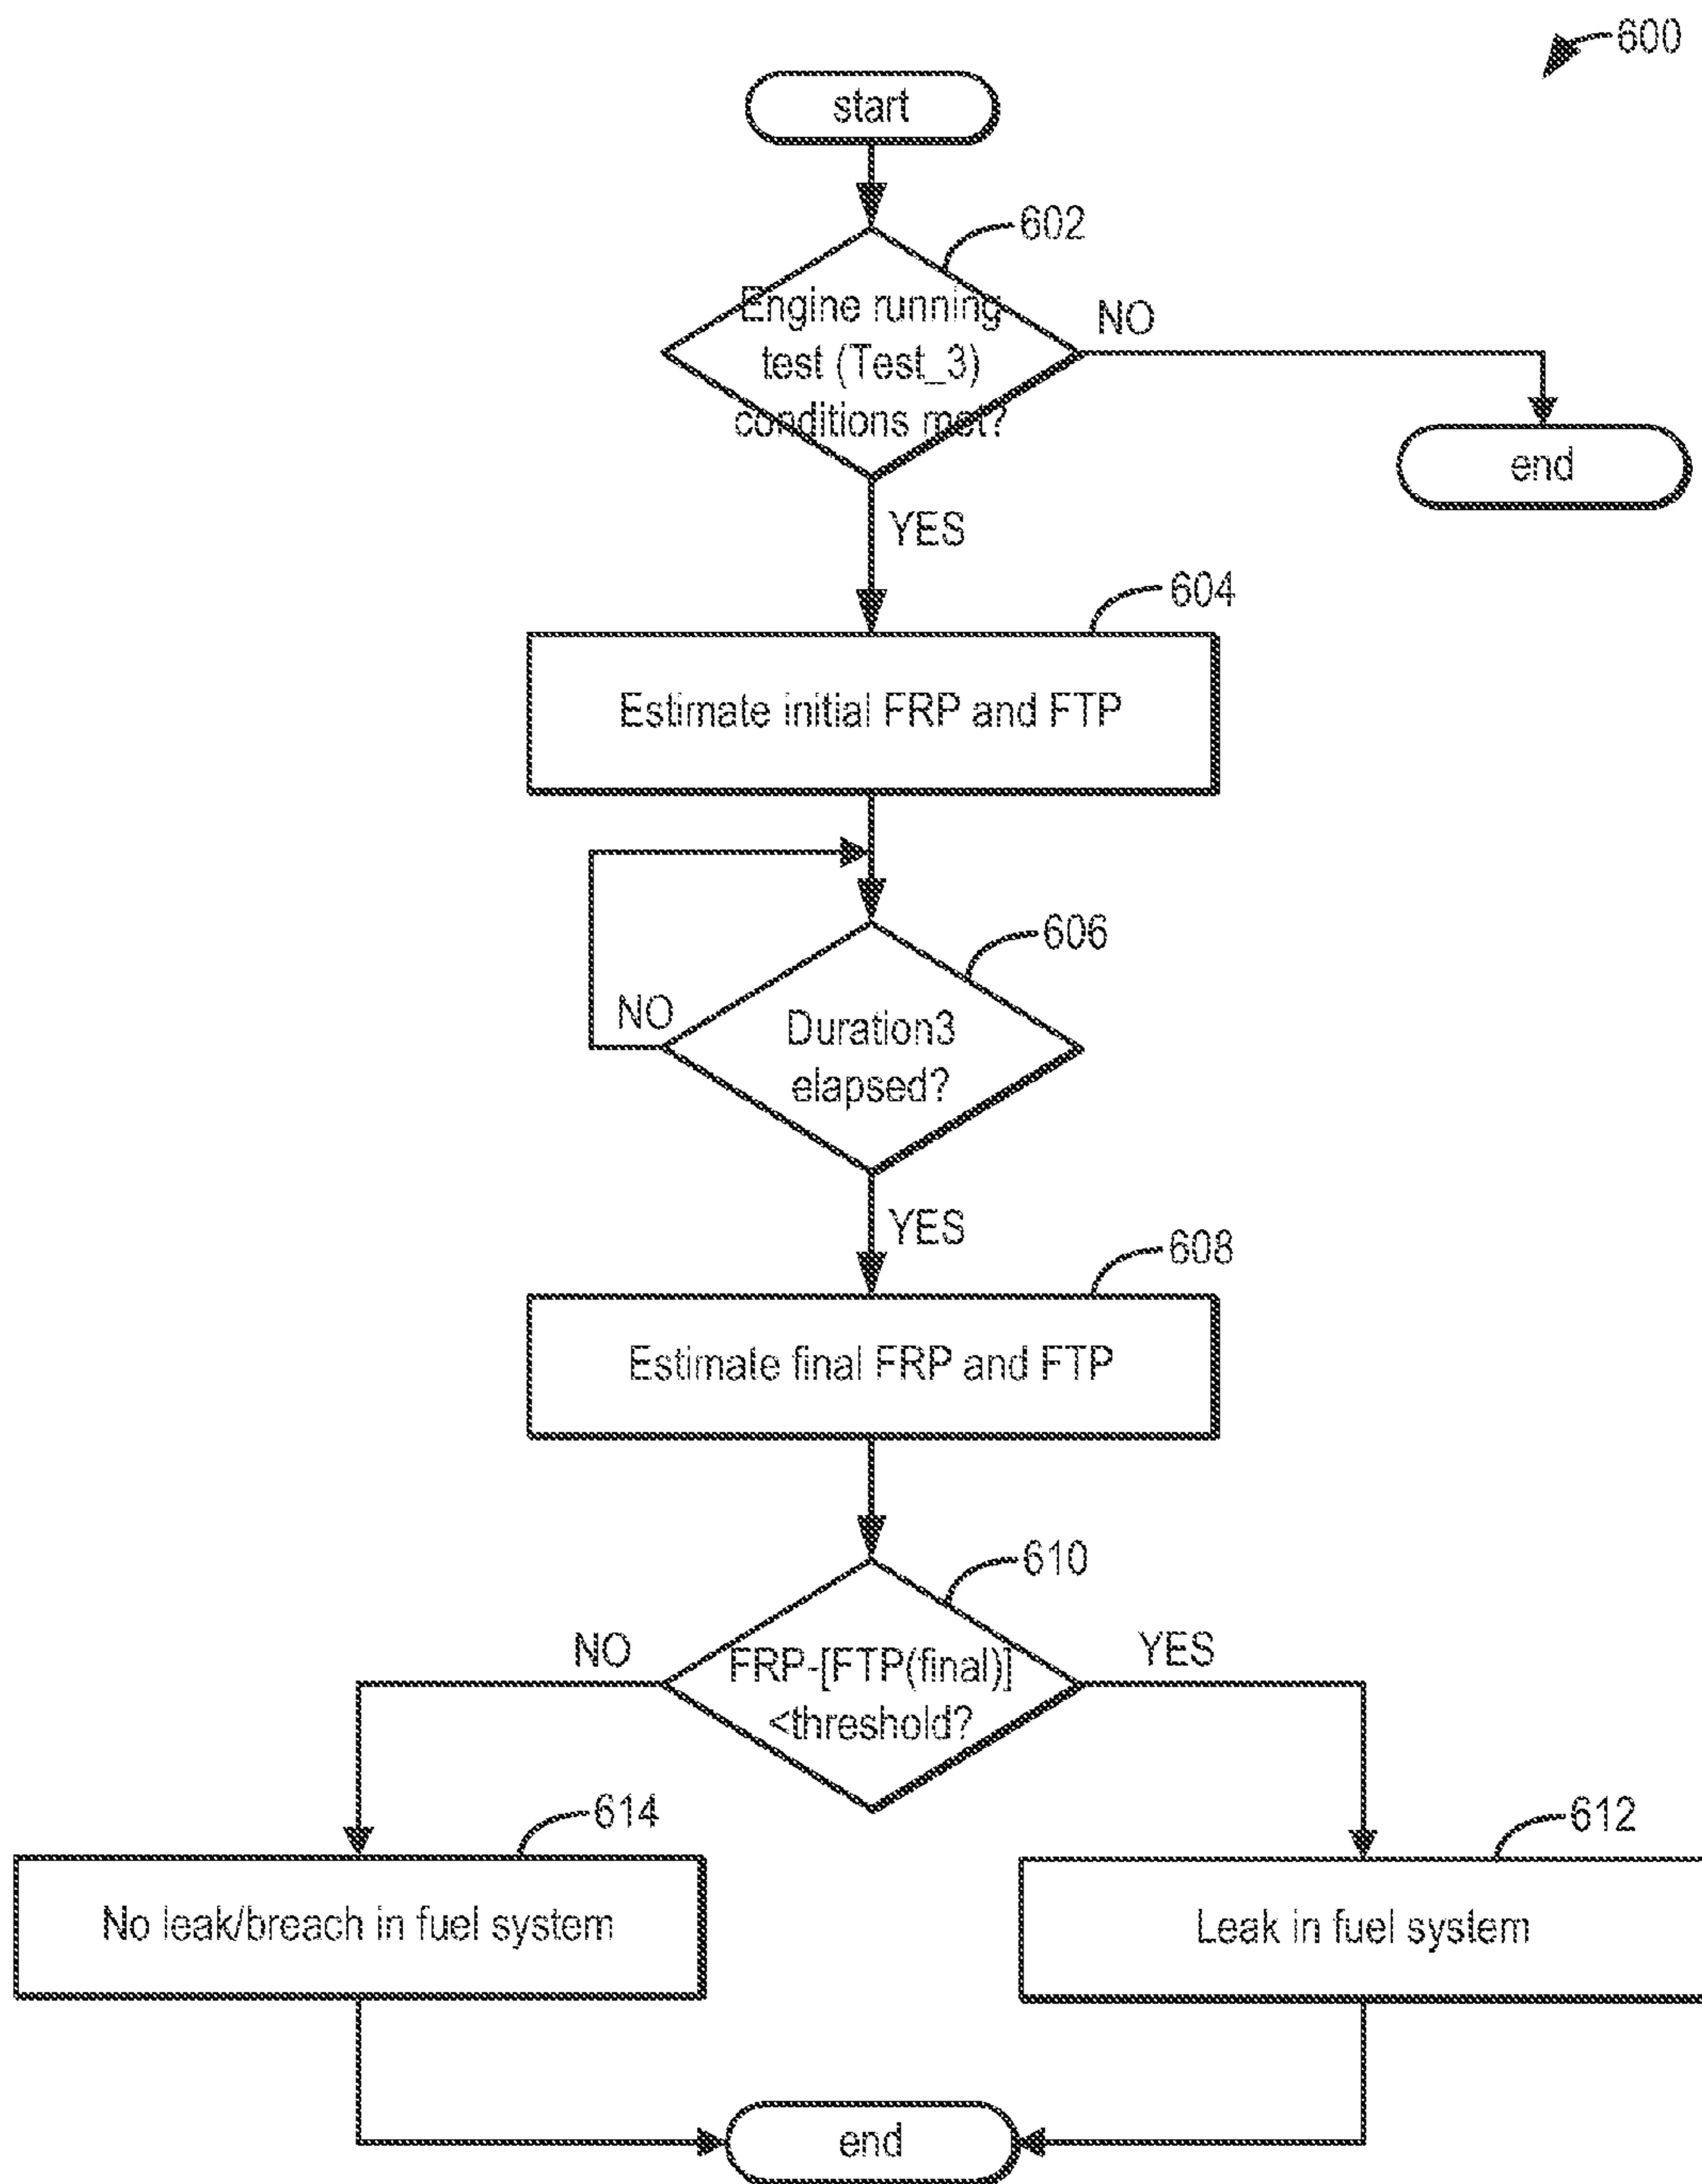 600
start
602
Engine running
test (Test_3)
conditions met?
NO
end
YES
604
Estimate initial FRP and FTP
606
NO
Duration3
elapsed?
YES
608
Estimate final FRP and FTP
610
NO
FRP-[FTP(final)]
<threshold?
YES
614
612
No leak/breach in fuel system
Leak in fuel system
end